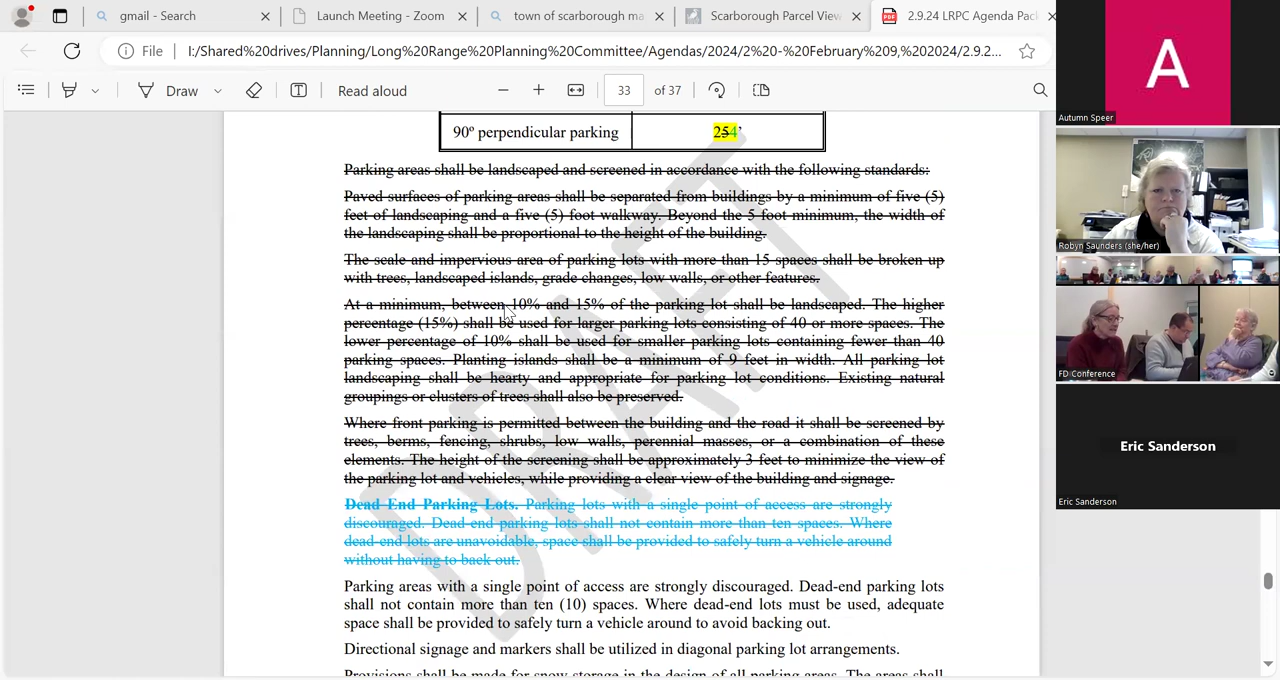 gmail - Search
Launch Meeting - Zoom
town of scarborough ma
Scarborough Parcel View
2.9.24 LRPC Agenda Pack
File
I:/Shared%20drives/Planning/Long%20Range%20Planning%20Committee/Agendas/2024/2%20-%20February%209,%202024/2.9.2...
Draw
Read aloud
33 of 37
90º perpendicular parking
254'
Parking areas shall be landscaped and screened in accordance with the following standards:
Paved surfaces of parking areas shall be separated from buildings by a minimum of five (5)
feet of landscaping and a five (5) foot walkway. Beyond the 5 foot minimum, the width of
the landscaping shall be proportional to the height of the building.
The scale and impervious area of parking lots with more than 15 spaces shall be broken up
with trees, landscaped islands, grade changes, low walls, or other features.
At a minimum, between 10% and 15% of the parking lot shall be landscaped. The higher
percentage (15%) shall be used for larger parking lots consisting of 40 or more spaces. The
lower percentage of 10% shall be used for smaller parking lots containing fewer than 40
parking spaces. Planting islands shall be a minimum of 9 feet in width. All parking lot
landscaping shall be hearty and appropriate for parking lot conditions. Existing natural
groupings or clusters of trees shall also be preserved.
Where front parking is permitted between the building and the road it shall be screened by
trees, berms, fencing, shrubs, low walls, perennial masses, or a combination of these
elements. The height of the screening shall be approximately 3 feet to minimize the view of
the parking lot and vehicles, while providing a clear view of the building and signage.
Dead End Parking Lots. Parking lots with a single point of access are strongly
discouraged. Dead-end parking lots shall not contain more than ten spaces. Where
dead-end lots are unavoidable, space shall be provided to safely turn a vehicle around
without having to back out.
Parking areas with a single point of access are strongly discouraged. Dead-end parking lots
shall not contain more than ten (10) spaces. Where dead-end lots must be used, adequate
space shall be provided to safely turn a vehicle around to avoid backing out.
Directional signage and markers shall be utilized in diagonal parking lot arrangements.
Provisions shall be made for snow storage in the design of all parking areas. The areas shall
DRAFT
A
Autumn Speer
Robyn Saunders (she/her)
FD Conference
Eric Sanderson
Eric Sanderson